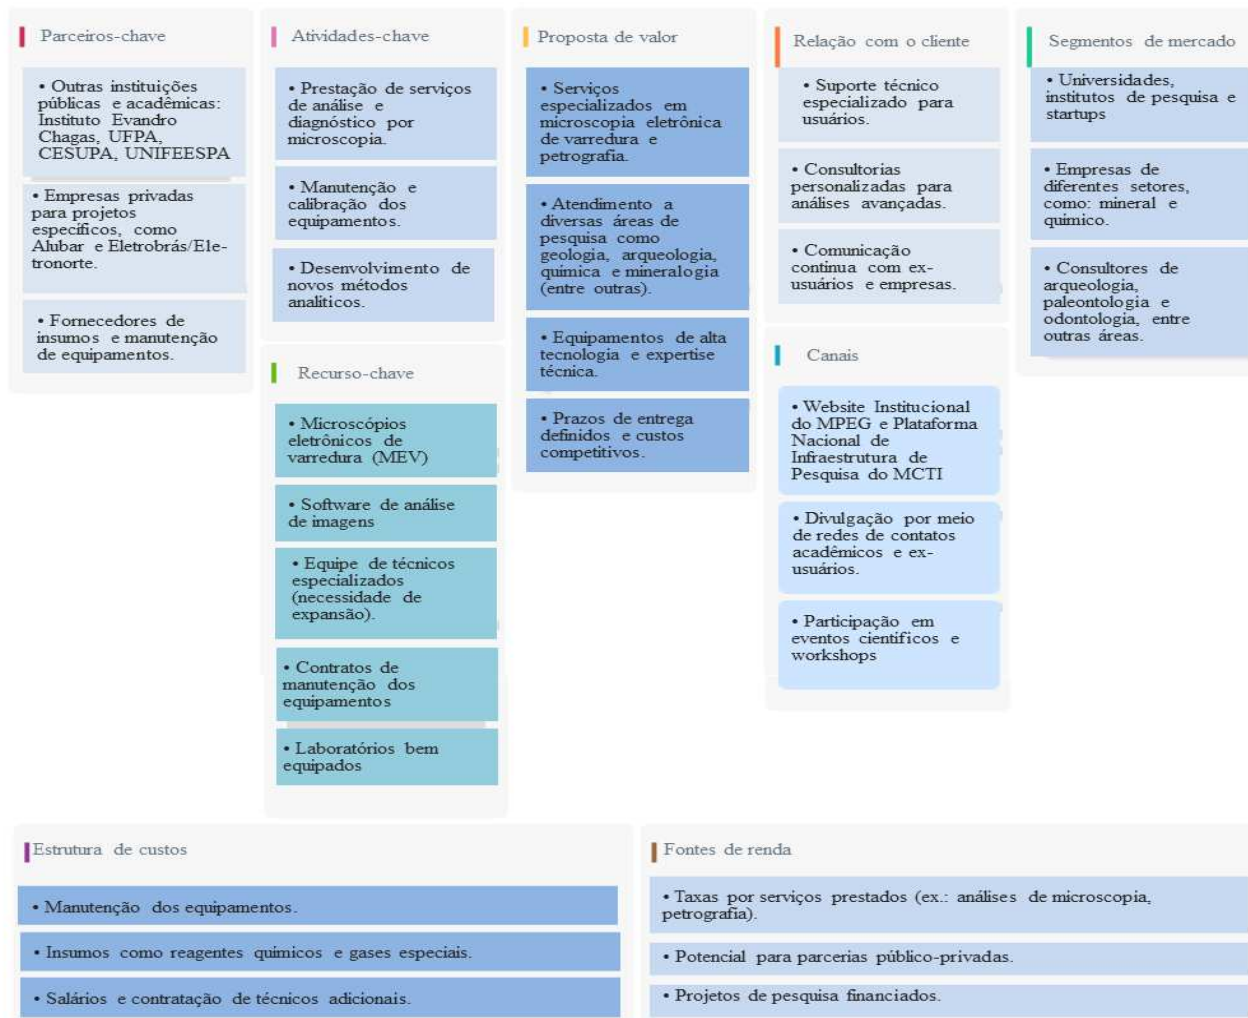 Parceiros-chave
• Outras instituições
públicas e acadêmicas:
Instituto Evandro
Chagas, UFPA,
CESUPA, UNIFEESPA
• Empresas privadas
para projetos
específicos, como
Alubar e Eletrobrás/Ele-
tronorte.
• Fornecedores de
insumos e manutenção
de equipamentos.
Atividades-chave
• Prestação de serviços
de análise e
diagnóstico por
microscopia.
• Manutenção e
calibração dos
equipamentos.
• Desenvolvimento de
novos métodos
analíticos.
Recurso-chave
• Microscópios
eletrônicos de
varredura (MEV)
• Software de análise
de imagens
• Equipe de técnicos
especializados
(necessidade de
expansão).
• Contratos de
manutenção dos
equipamentos
• Laboratórios bem
equipados
Proposta de valor
• Serviços
especializados em
microscopia eletrônica
de varredura e
petrografia.
• Atendimento a
diversas áreas de
pesquisa como
geologia, arqueologia,
química e mineralogia
(entre outras).
• Equipamentos de alta
tecnologia e expertise
técnica.
• Prazos de entrega
definidos e custos
competitivos.
Relação com o cliente
• Suporte técnico
especializado para
usuários.
• Consultorias
personalizadas para
análises avançadas.
• Comunicação
continua com ex-
usuários e empresas.
Canais
• Website Institucional
do MPEG e Plataforma
Nacional de
Infraestrutura de
Pesquisa do MCTI
• Divulgação por meio
de redes de contatos
acadêmicos e ex-
usuários.
• Participação em
eventos científicos e
workshops
Segmentos de mercado
• Universidades,
institutos de pesquisa e
startups
• Empresas de
diferentes setores,
como: mineral e
químico.
• Consultores de
arqueologia,
paleontologia e
odontologia, entre
outras áreas.
Estrutura de custos
• Manutenção dos equipamentos.
• Insumos como reagentes químicos e gases especiais.
• Salários e contratação de técnicos adicionais.
Fontes de renda
• Taxas por serviços prestados (ex.: análises de microscopia,
petrografia).
• Potencial para parcerias público-privadas.
• Projetos de pesquisa financiados.